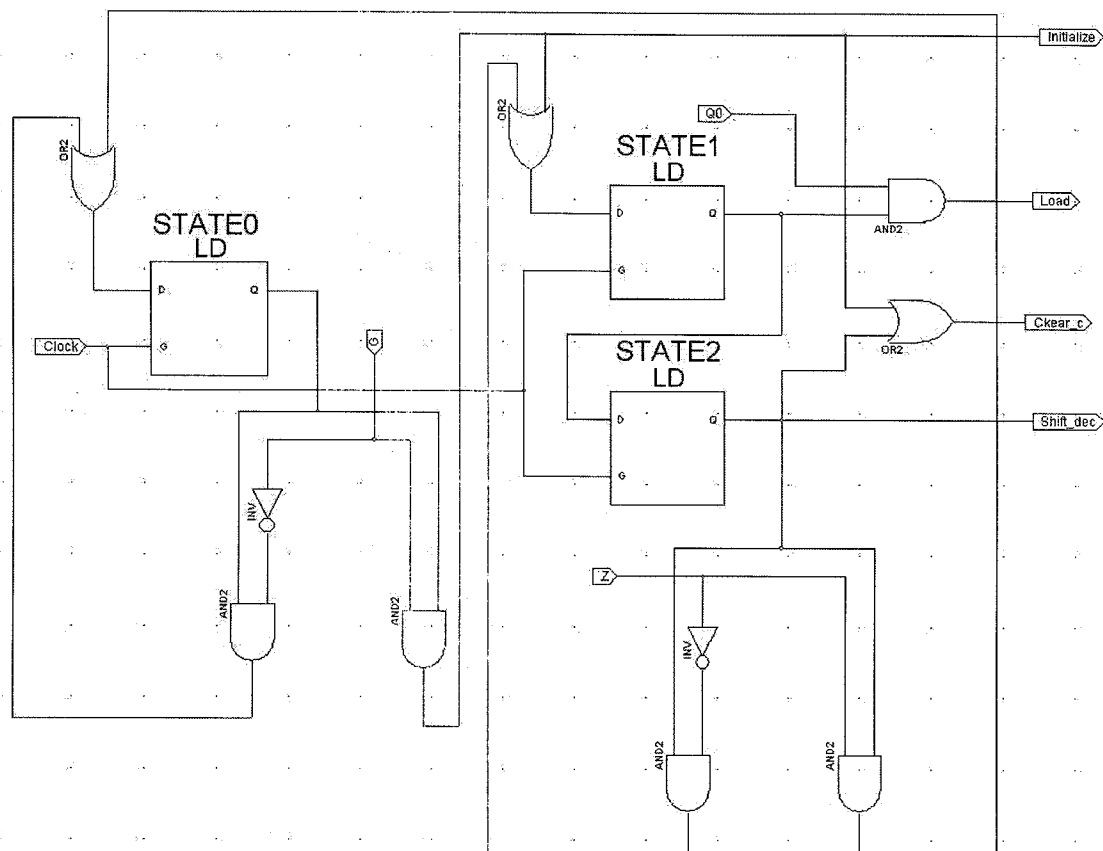 Initialize
OR2
Q0
OR2
STATE1
LD
D
Q
G
AND2
Load
STATE0
LD
D
Q
G
Clock
G
OR2
Ckear_c
STATE2
LD
D
Q
G
Shift_dec
INV
AND2
AND2
Z
INV
AND2
AND2